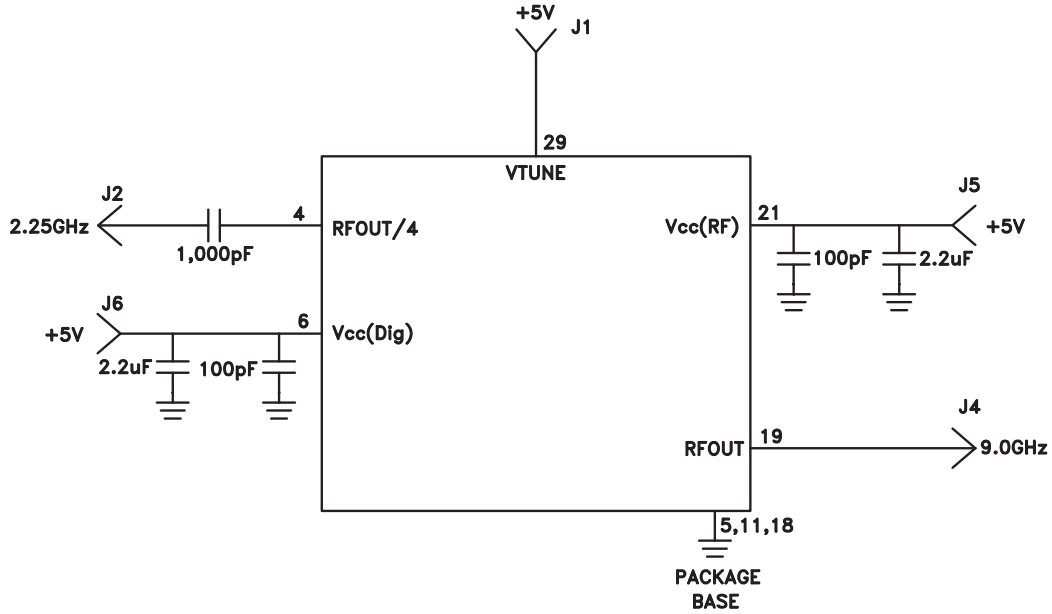 +5V
J1
29
VTUNE
J2
2.25GHz
1,000pF
4
RFOUT/4
J6
+5V
2.2uF
100pF
6
Vcc(Dig)
Vcc(RF)
21
100pF
2.2uF
J5
+5V
RFOUT
19
J4
9.0GHz
5,11,18
PACKAGE
BASE